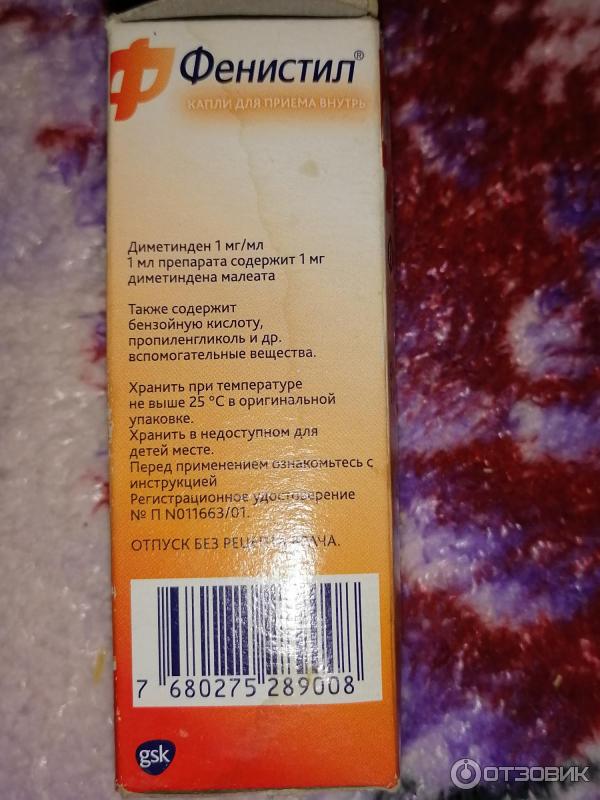 Фенистил®
КАПЛИ ДЛЯ ПРИЕМА ВНУТРЬ
Диметинден 1 мг/мл
1 мл препарата содержит 1 мг
диметиндена малеата
Также содержит
бензойную кислоту,
пропиленгликоль и др.
вспомогательные вещества.
Хранить при температуре
не выше 25 °С в оригинальной
упаковке.
Хранить в недоступном для
детей месте.
Перед применением ознакомьтесь с
инструкцией
Регистрационное удостоверение
№ П N011663/01.
ОТПУСК БЕЗ РЕЦЕПТА ВРАЧА.
7 680275 289008
gsk
ОТЗОВИК